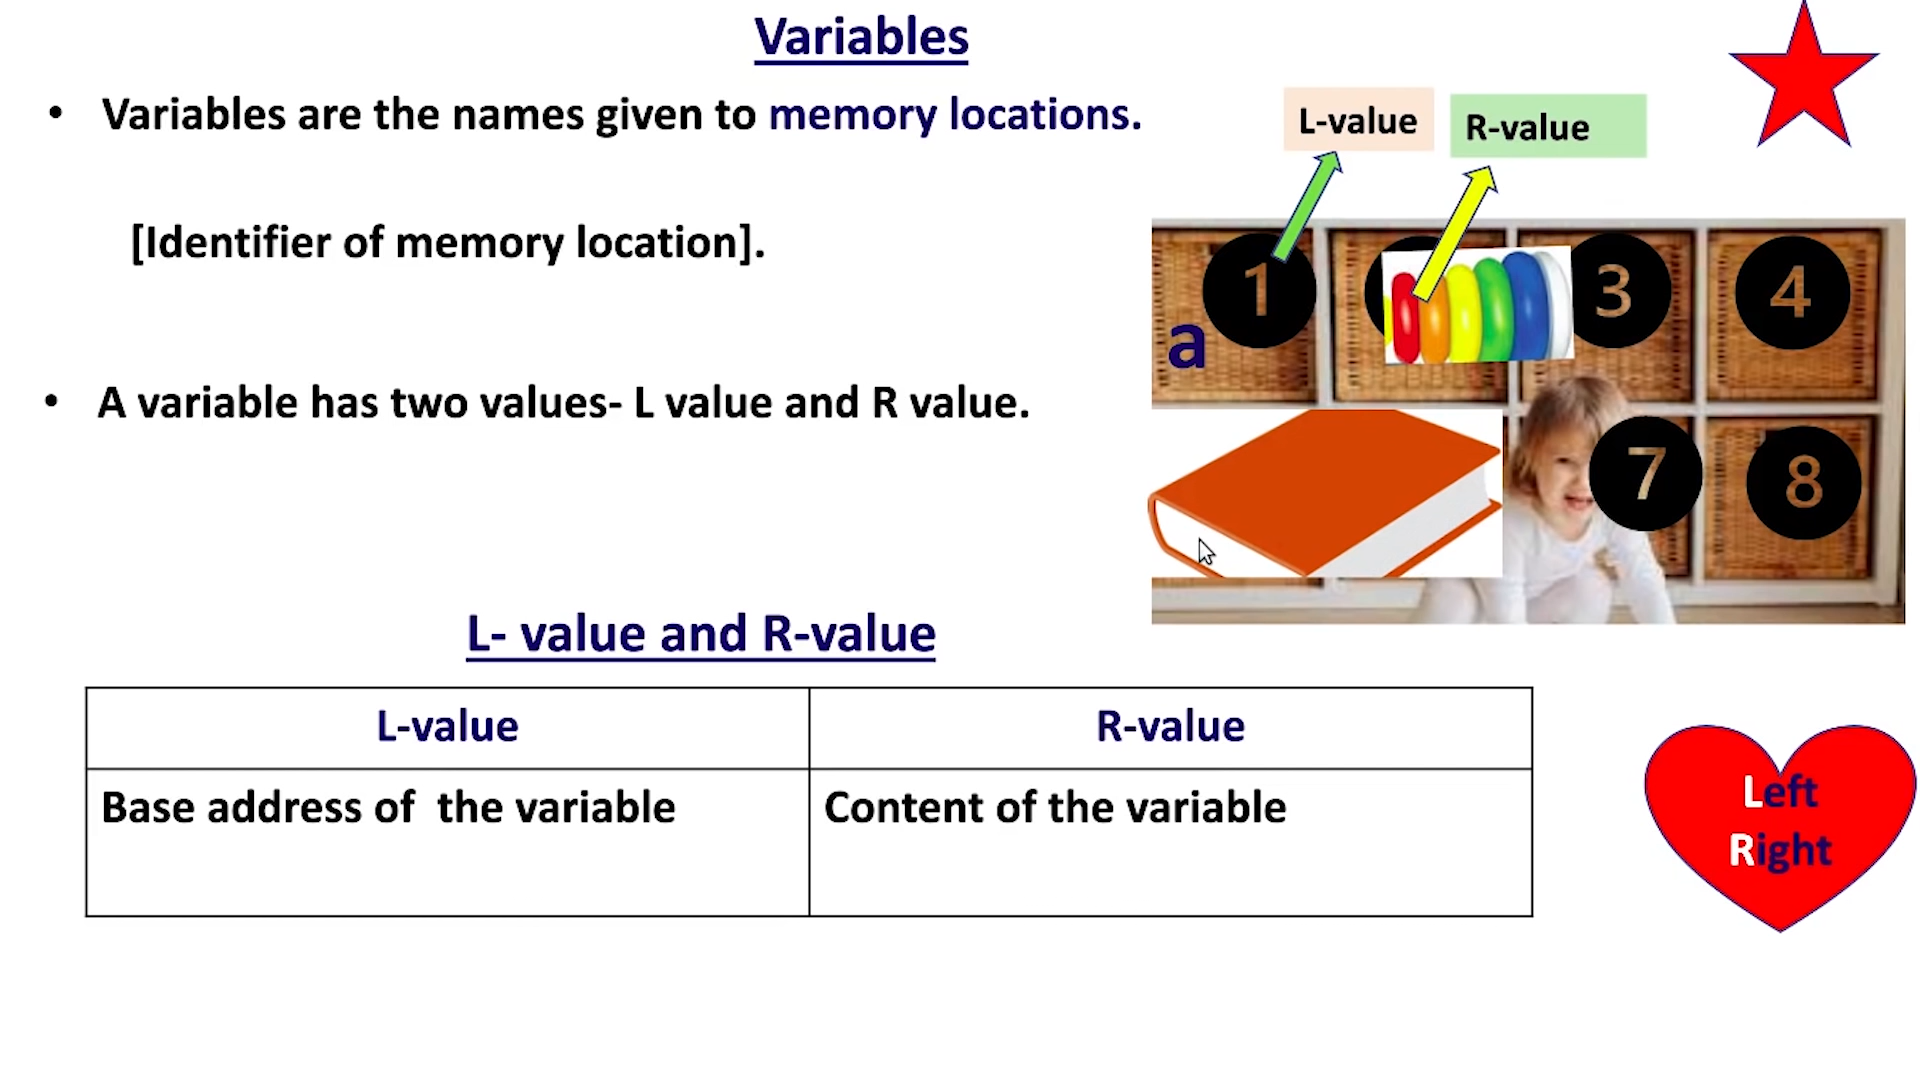 Variables
• Variables are the names given to memory locations.
[Identifier of memory location].
• A variable has two values- L value and R value.
L-value
R-value
1
3
4
a
7
8
L- value and R-value
L-value
R-value
Base address of the variable
Content of the variable
Left
Right